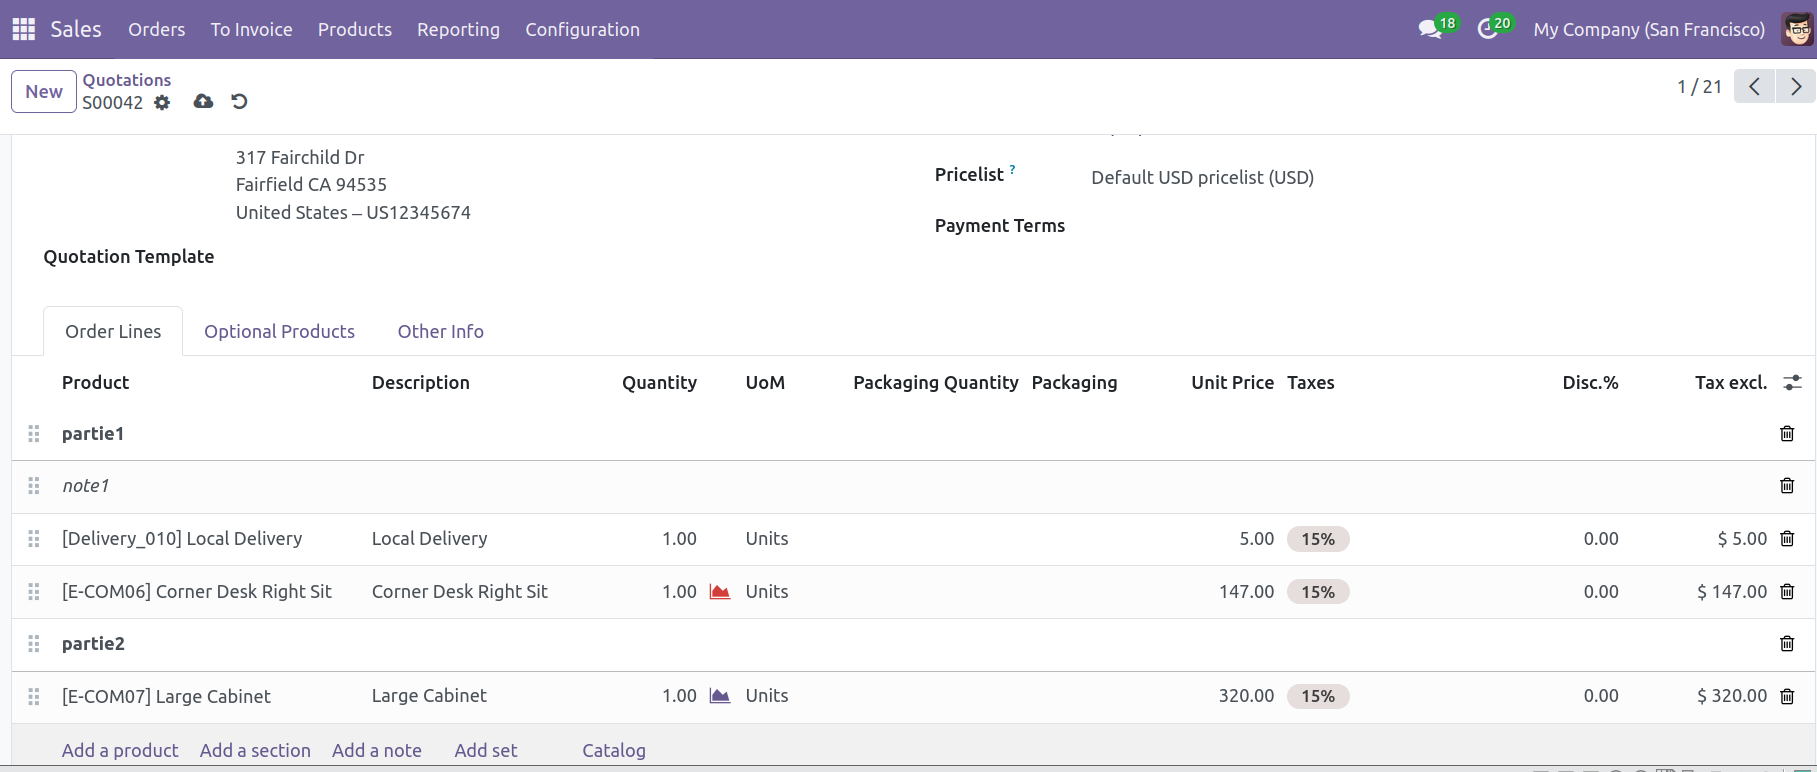 Sales Orders To Invoice Products Reporting Configuration 18 20 My Company (San Francisco)
New Quotations 1 / 21
S00042
317 Fairchild Dr
Fairfield CA 94535
United States – US12345674
Pricelist ? Default USD pricelist (USD)
Payment Terms
Quotation Template
Order Lines Optional Products Other Info
Product Description Quantity UoM Packaging Quantity Packaging Unit Price Taxes Disc.% Tax excl.
partie1
note1
[Delivery_010] Local Delivery Local Delivery 1.00 Units 5.00 15% 0.00 $ 5.00
[E-COM06] Corner Desk Right Sit Corner Desk Right Sit 1.00 Units 147.00 15% 0.00 $ 147.00
partie2
[E-COM07] Large Cabinet Large Cabinet 1.00 Units 320.00 15% 0.00 $ 320.00
Add a product Add a section Add a note Add set Catalog